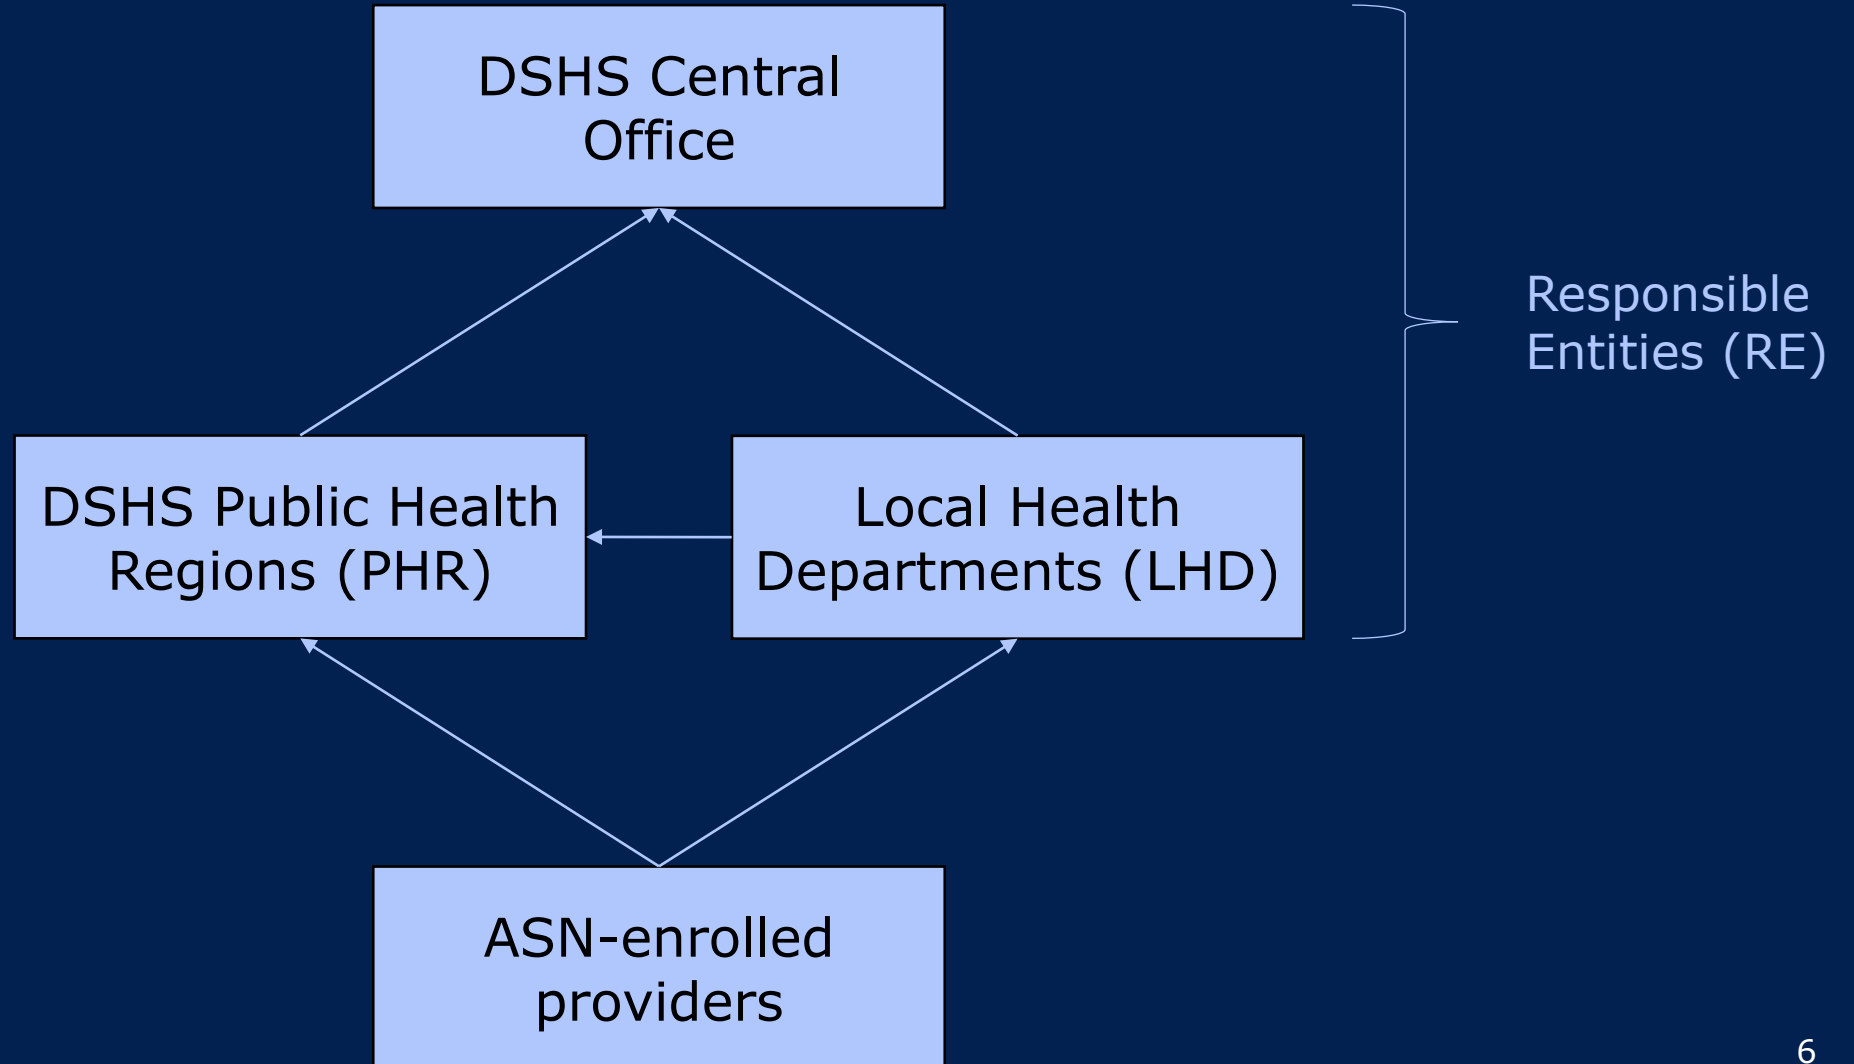 DSHS Central
Office
Responsible
Entities (RE)
DSHS Public Health
Regions (PHR)
Local Health
Departments (LHD)
ASN-enrolled
providers
6